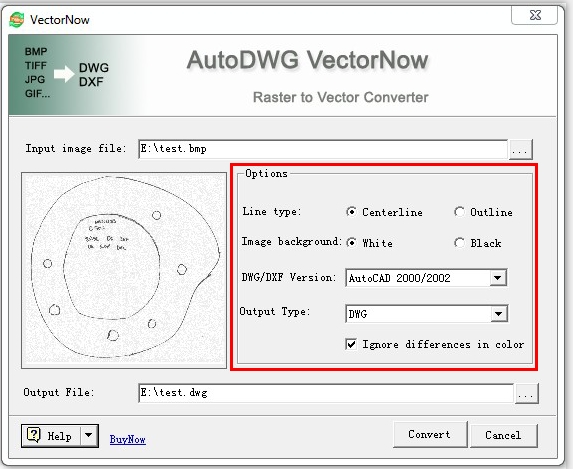 VectorNow
BMP
TIFF
JPG
GIF...
DWG
DXF
AutoDWG VectorNow
Raster to Vector Converter
Input image file: E:\test.bmp ...
Options
Line type: Centerline Outline
Image background: White Black
DWG/DXF Version: AutoCAD 2000/2002
Output Type: DWG
Ignore differences in color
Output File: E:\test.dwg ...
Help BuyNow Convert Cancel